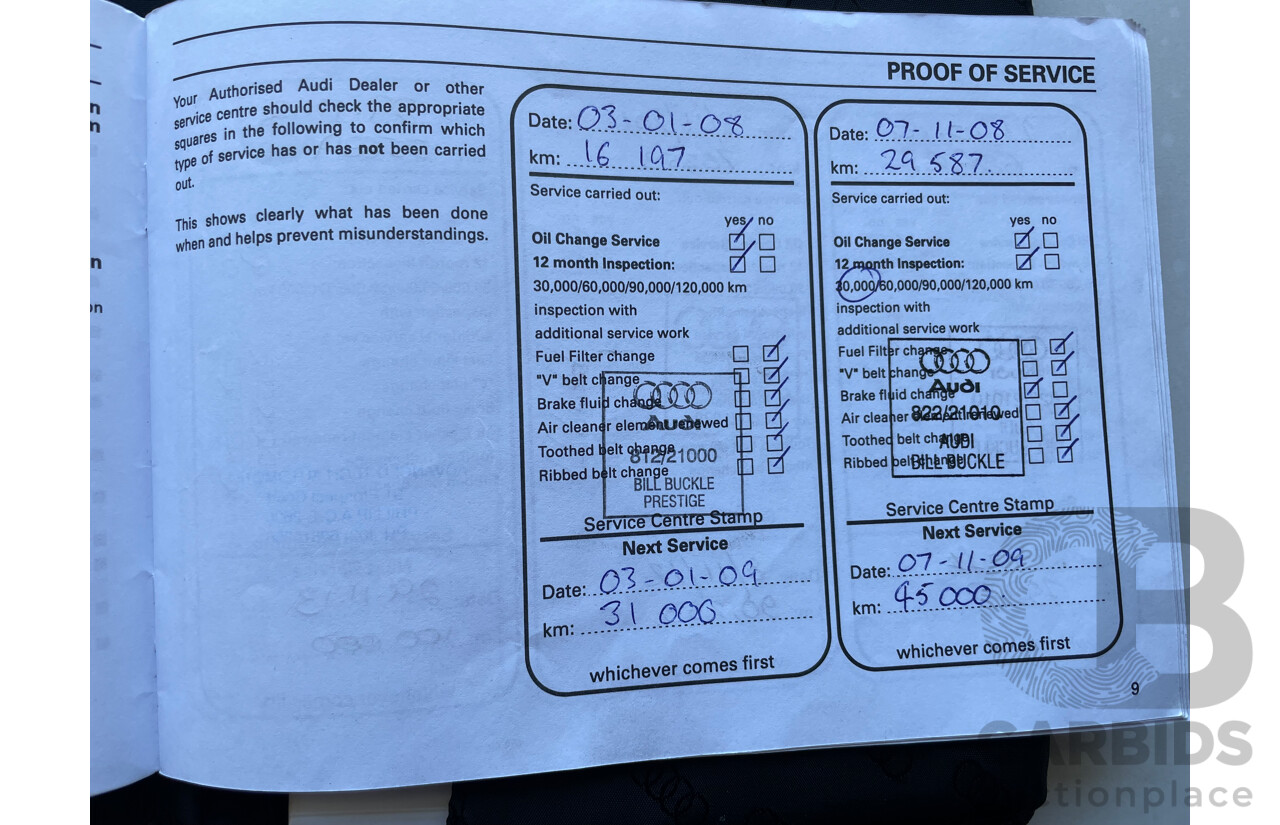 PROOF OF SERVICE
Your Authorised Audi Dealer or other
service centre should check the appropriate
squares in the following to confirm which
type of service has or has not been carried
out.
This shows clearly what has been done
when and helps prevent misunderstandings.
Date: 03-01-08
km: 16 197
Service carried out:
yes no
Oil Change Service
12 month Inspection:
30,000/60,000/90,000/120,000 km
inspection with
additional service work
Fuel Filter change
"V" belt change
Brake fluid change
Air cleaner element renewed
Toothed belt change
Ribbed belt change
Audi
812/21000
BILL BUCKLE
PRESTIGE
Service Centre Stamp
Next Service
Date: 03-01-09
km: 31 000
whichever comes first
Date: 07-11-08
km: 29 587.
Service carried out:
yes no
Oil Change Service
12 month Inspection:
30,000/60,000/90,000/120,000 km
inspection with
additional service work
Fuel Filter change
"V" belt change
Brake fluid change
Air cleaner element renewed
Toothed belt change
Ribbed belt change
Audi
822/21010
AUDI
BILL BUCKLE
Service Centre Stamp
Next Service
Date: 07-11-09
km: 45 000.
whichever comes first
9
n
n
n
on
CARBIDS
auctionplace